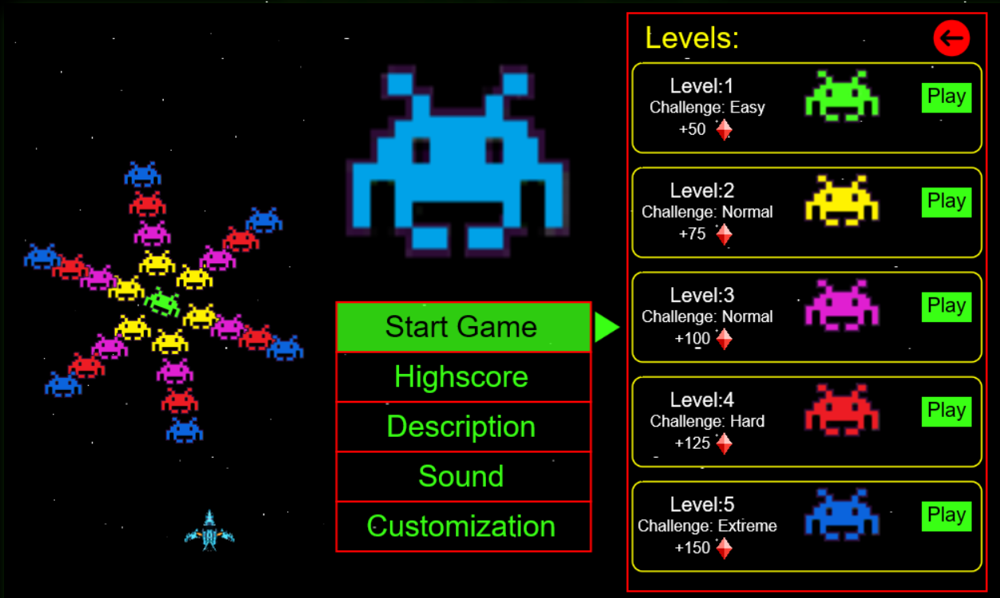 Start Game
Highscore
Description
Sound
Customization
Levels:
Level:1
Challenge: Easy
+50
Play
Level:2
Challenge: Normal
+75
Play
Level:3
Challenge: Normal
+100
Play
Level:4
Challenge: Hard
+125
Play
Level:5
Challenge: Extreme
+150
Play